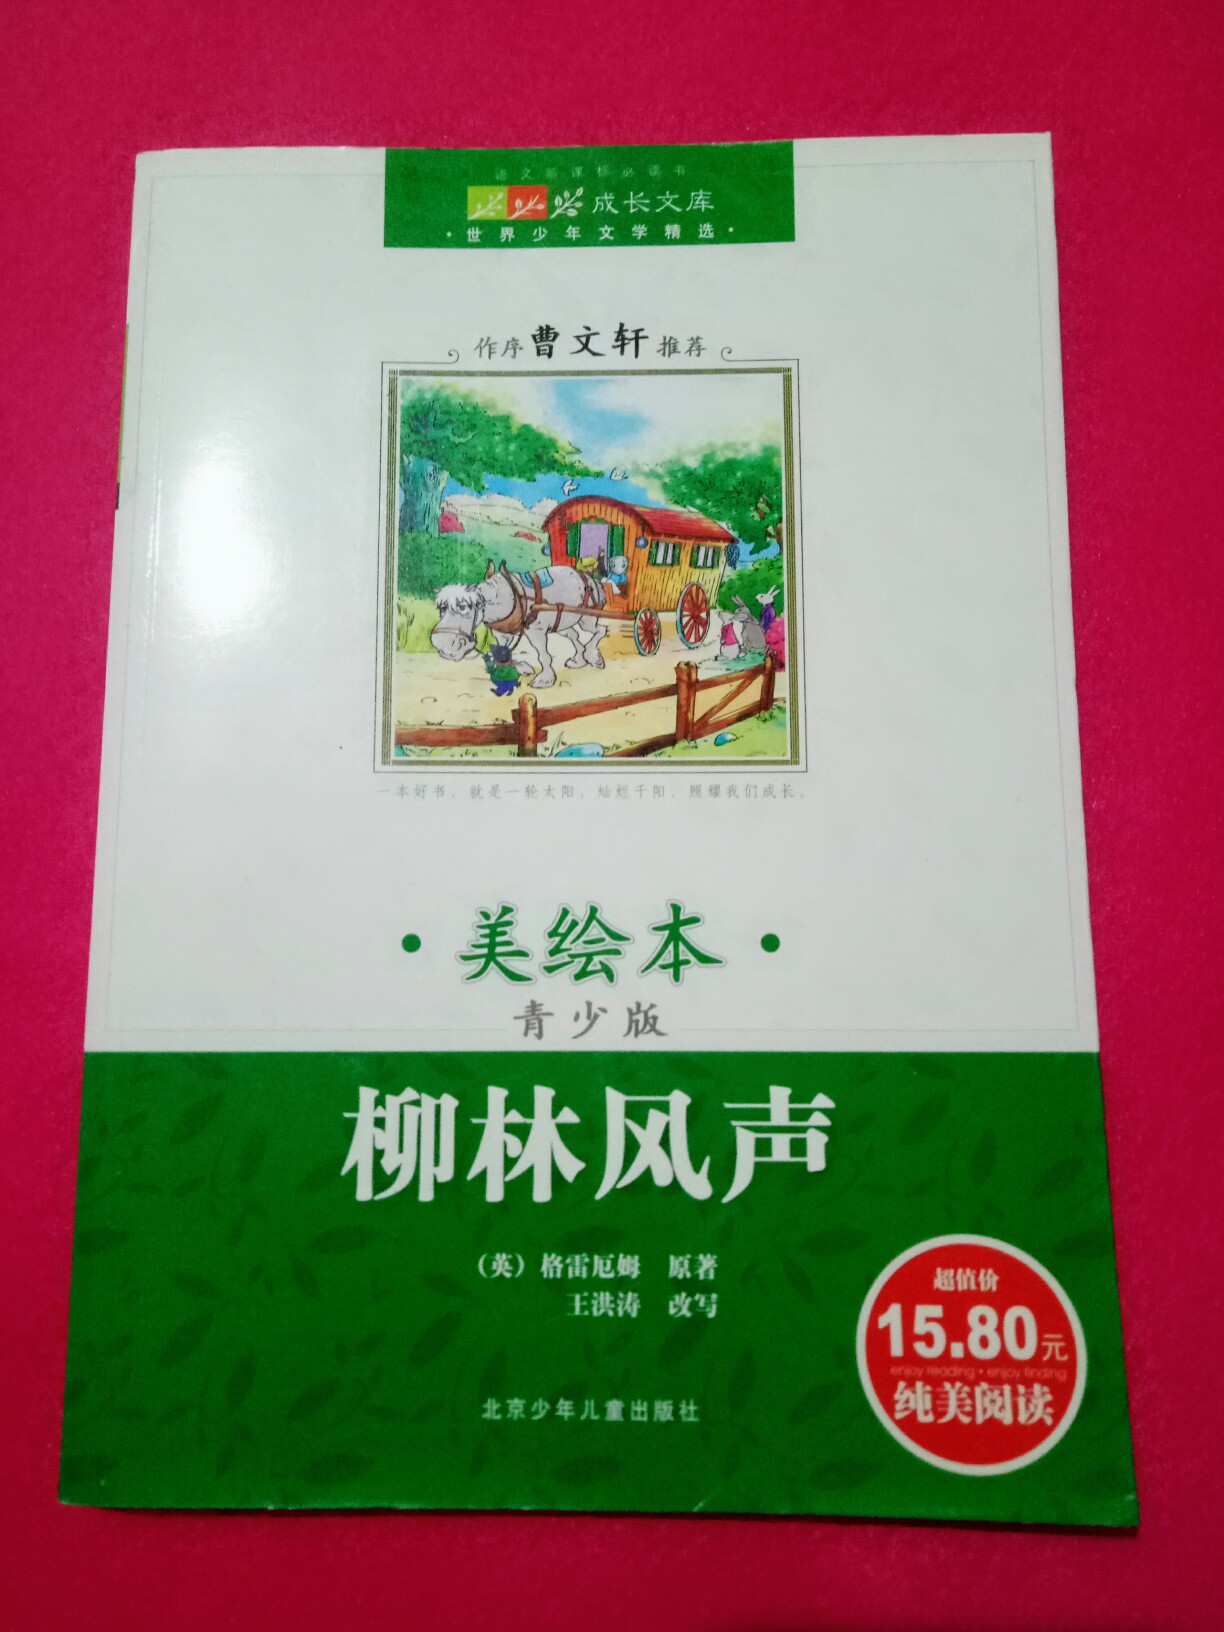 语文新课标必读书
成长文库
·世界少年文学精选·
作序曹文轩推荐
一本好书，就是一轮太阳，灿烂千阳，照耀我们成长。
·美绘本·
青少版
柳林风声
（英）格雷厄姆 原著
王洪涛 改写
北京少年儿童出版社
超值价
15.80元
enjoy reading · enjoy finding
纯美阅读